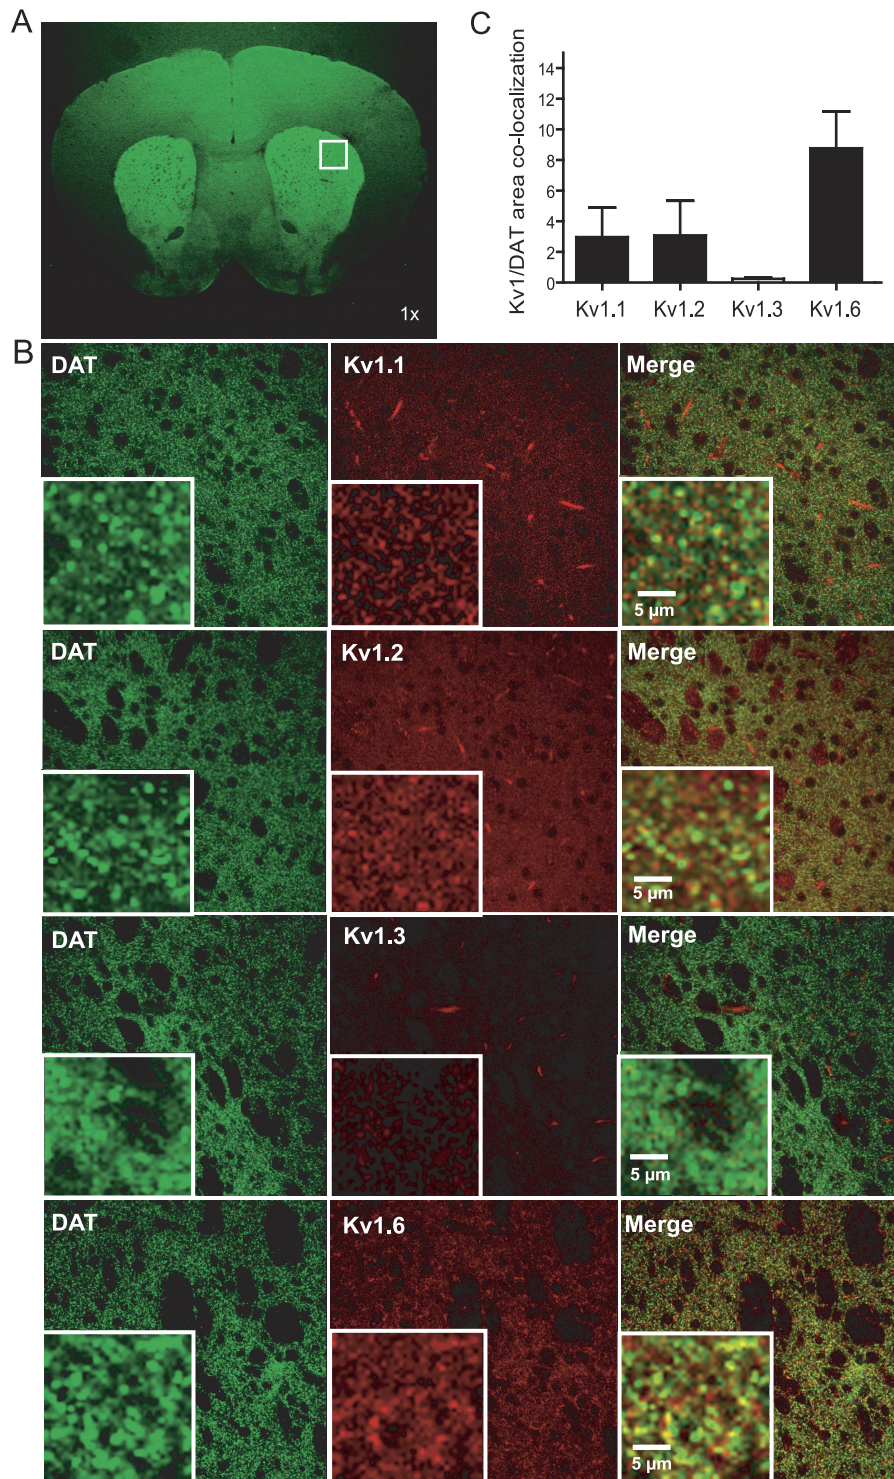 A
1x
C
Kv1/DAT area co-localization
14
12
10
8
6
4
2
0
Kv1.1 Kv1.2 Kv1.3 Kv1.6
B
DAT Kv1.1 Merge
5 µm
DAT Kv1.2 Merge
5 µm
DAT Kv1.3 Merge
5 µm
DAT Kv1.6 Merge
5 µm